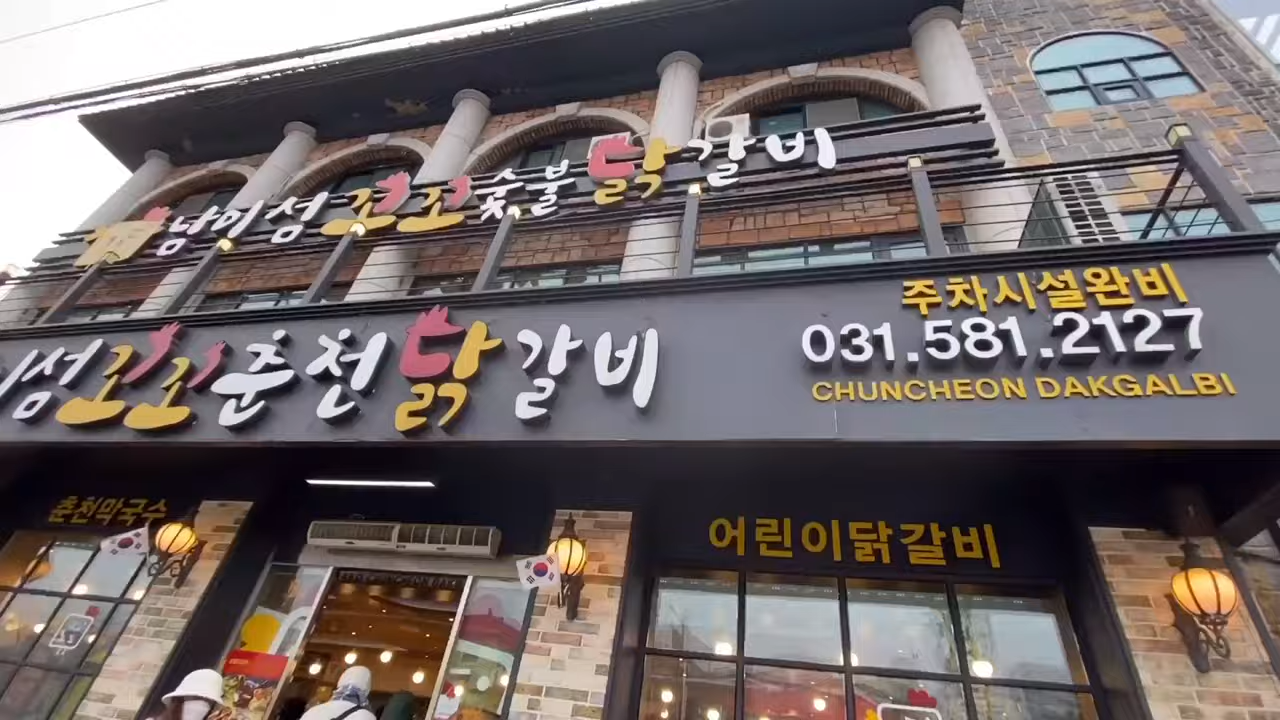 남이섬꼬꼬숯불닭갈비
이섬꼬꼬춘천닭갈비
주차시설완비
031.581.2127
CHUNCHEON DAKGALBI
춘천막국수
어린이닭갈비